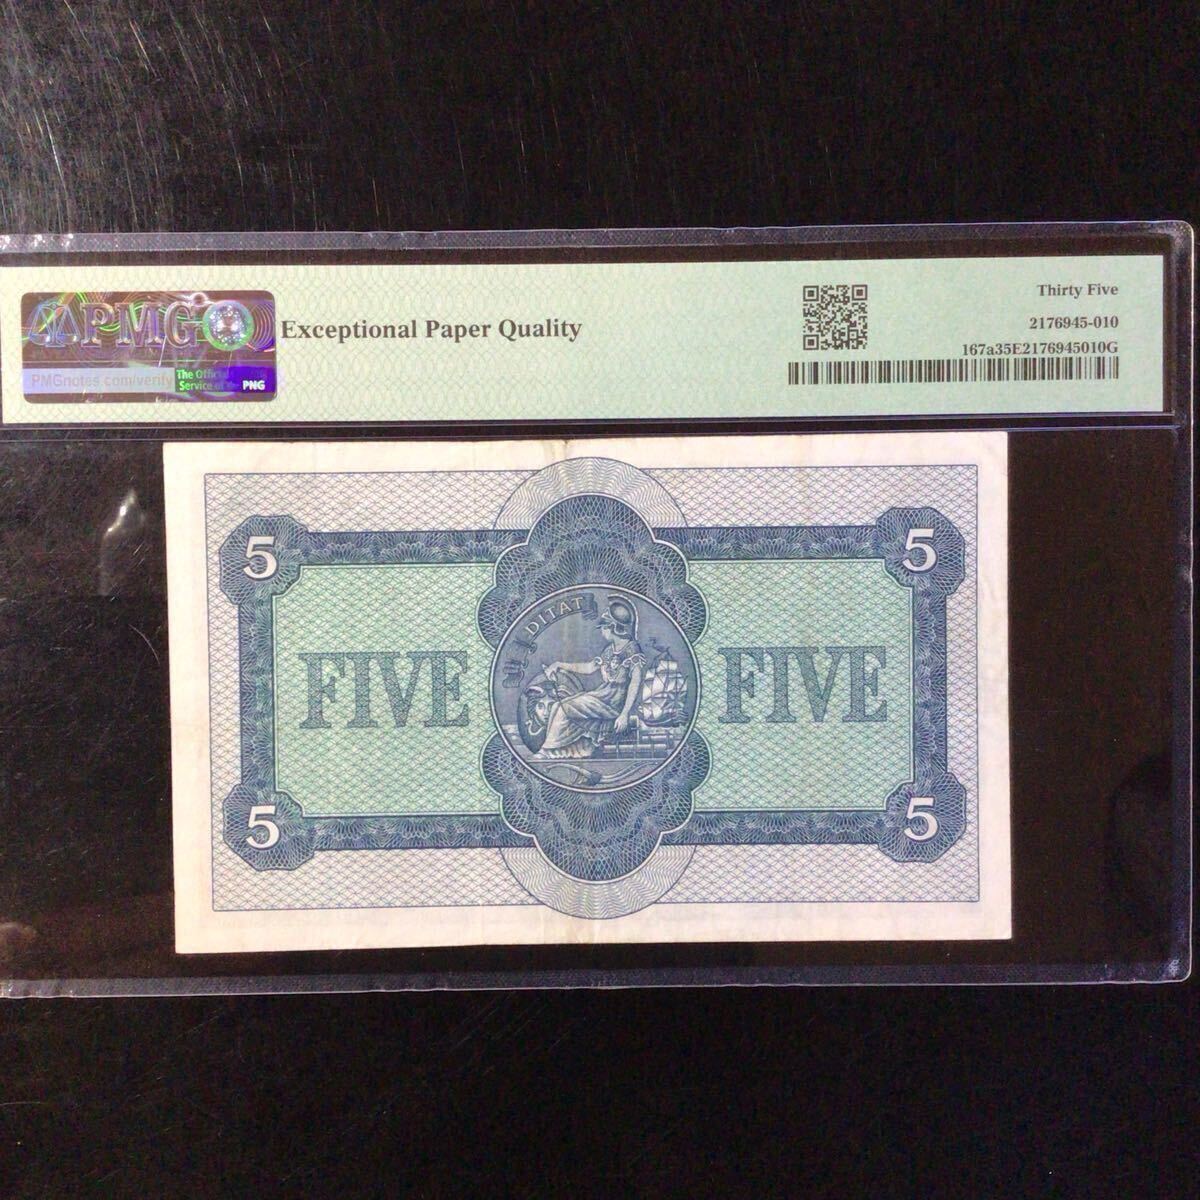 PMG
Exceptional Paper Quality
PMGnotes.com/verify
The Official
Service of the PNG
Thirty Five
2176945-010
167a35E2176945010G
5 5
DITAT
FIVE FIVE
5 5